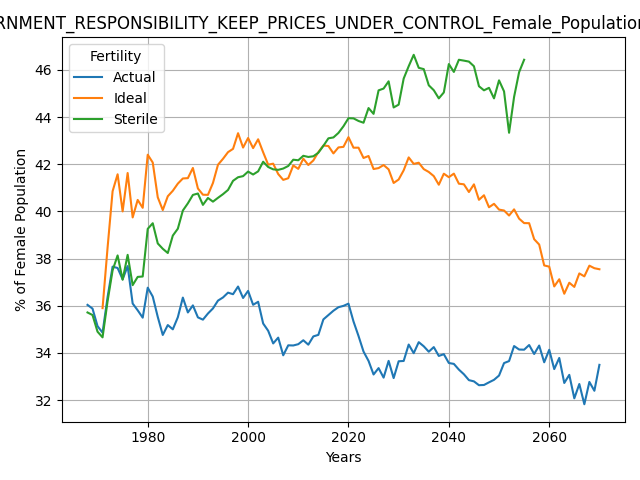 RNMENT_RESPONSIBILITY_KEEP_PRICES_UNDER_CONTROL_Female_Population
Fertility
Actual
Ideal
Sterile
% of Female Population
46
44
42
40
38
36
34
32
1980
2000
2020
2040
2060
Years